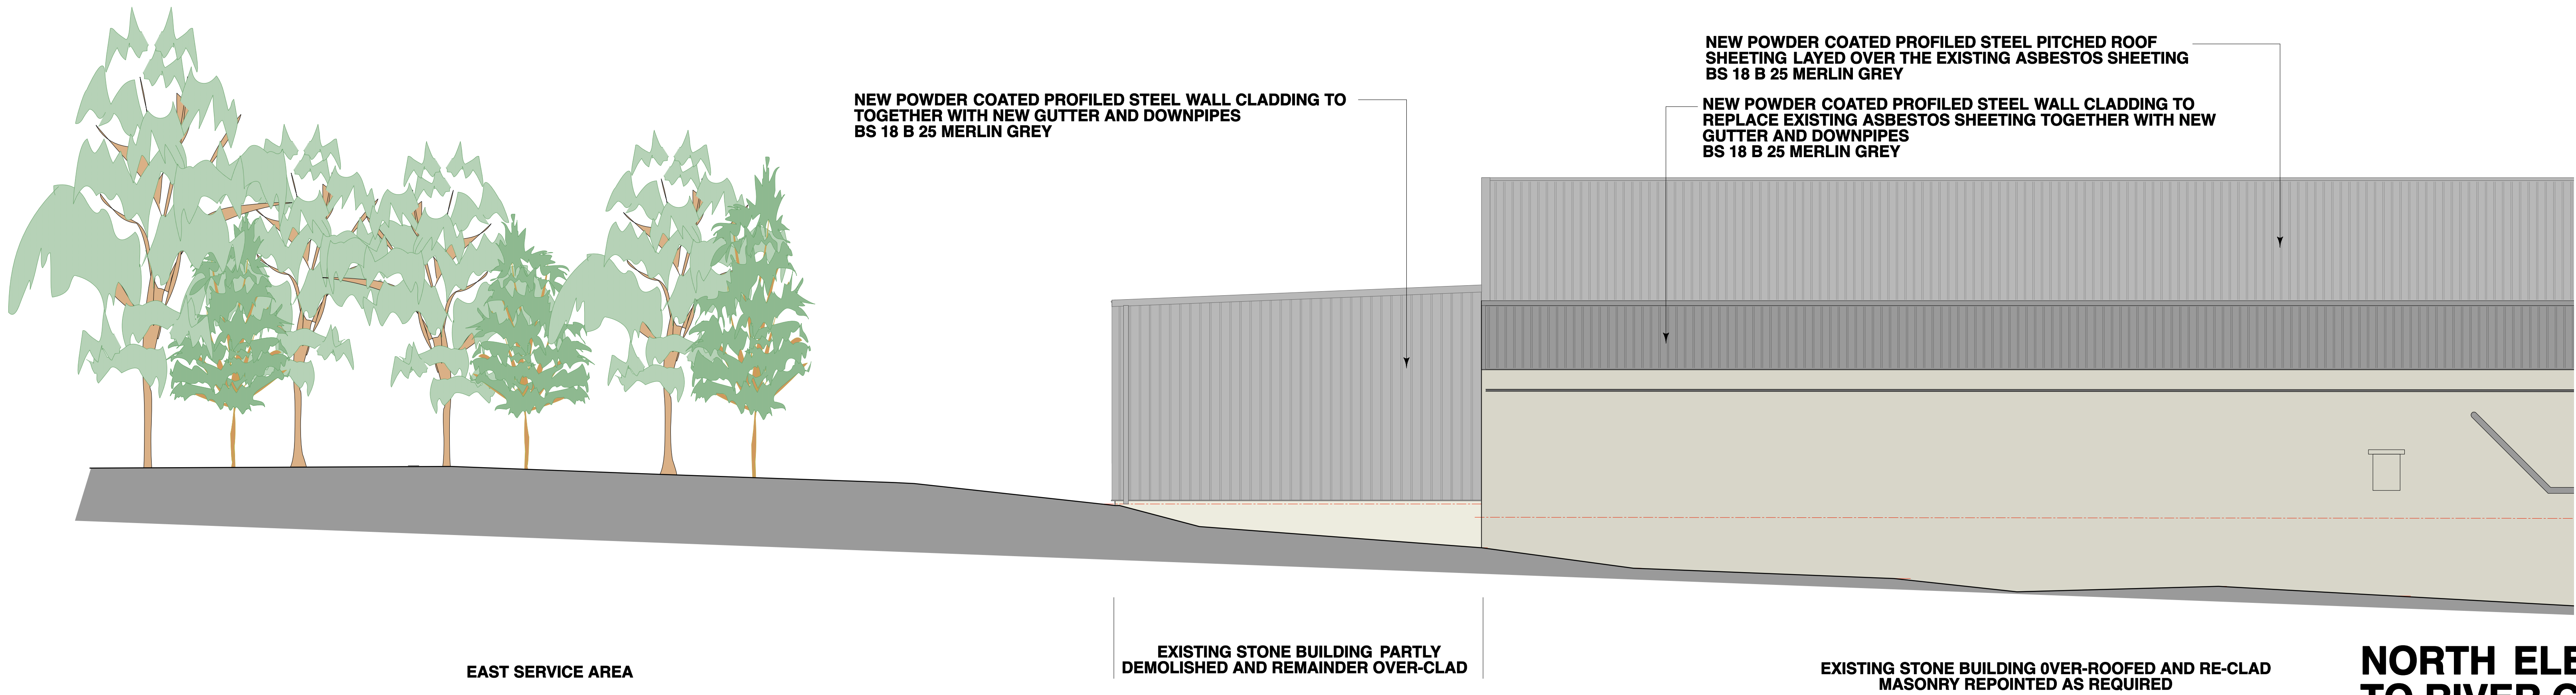 NEW POWDER COATED PROFILED STEEL PITCHED ROOF
SHEETING LAYED OVER THE EXISTING ASBESTOS SHEETING
BS 18 B 25 MERLIN GREY
NEW POWDER COATED PROFILED STEEL WALL CLADDING TO
TOGETHER WITH NEW GUTTER AND DOWNPIPES
BS 18 B 25 MERLIN GREY
NEW POWDER COATED PROFILED STEEL WALL CLADDING TO
REPLACE EXISTING ASBESTOS SHEETING TOGETHER WITH NEW
GUTTER AND DOWNPIPES
BS 18 B 25 MERLIN GREY
EAST SERVICE AREA
EXISTING STONE BUILDING PARTLY
DEMOLISHED AND REMAINDER OVER-CLAD
EXISTING STONE BUILDING 0VER-ROOFED AND RE-CLAD
MASONRY REPOINTED AS REQUIRED
NORTH ELE
TO RIVER